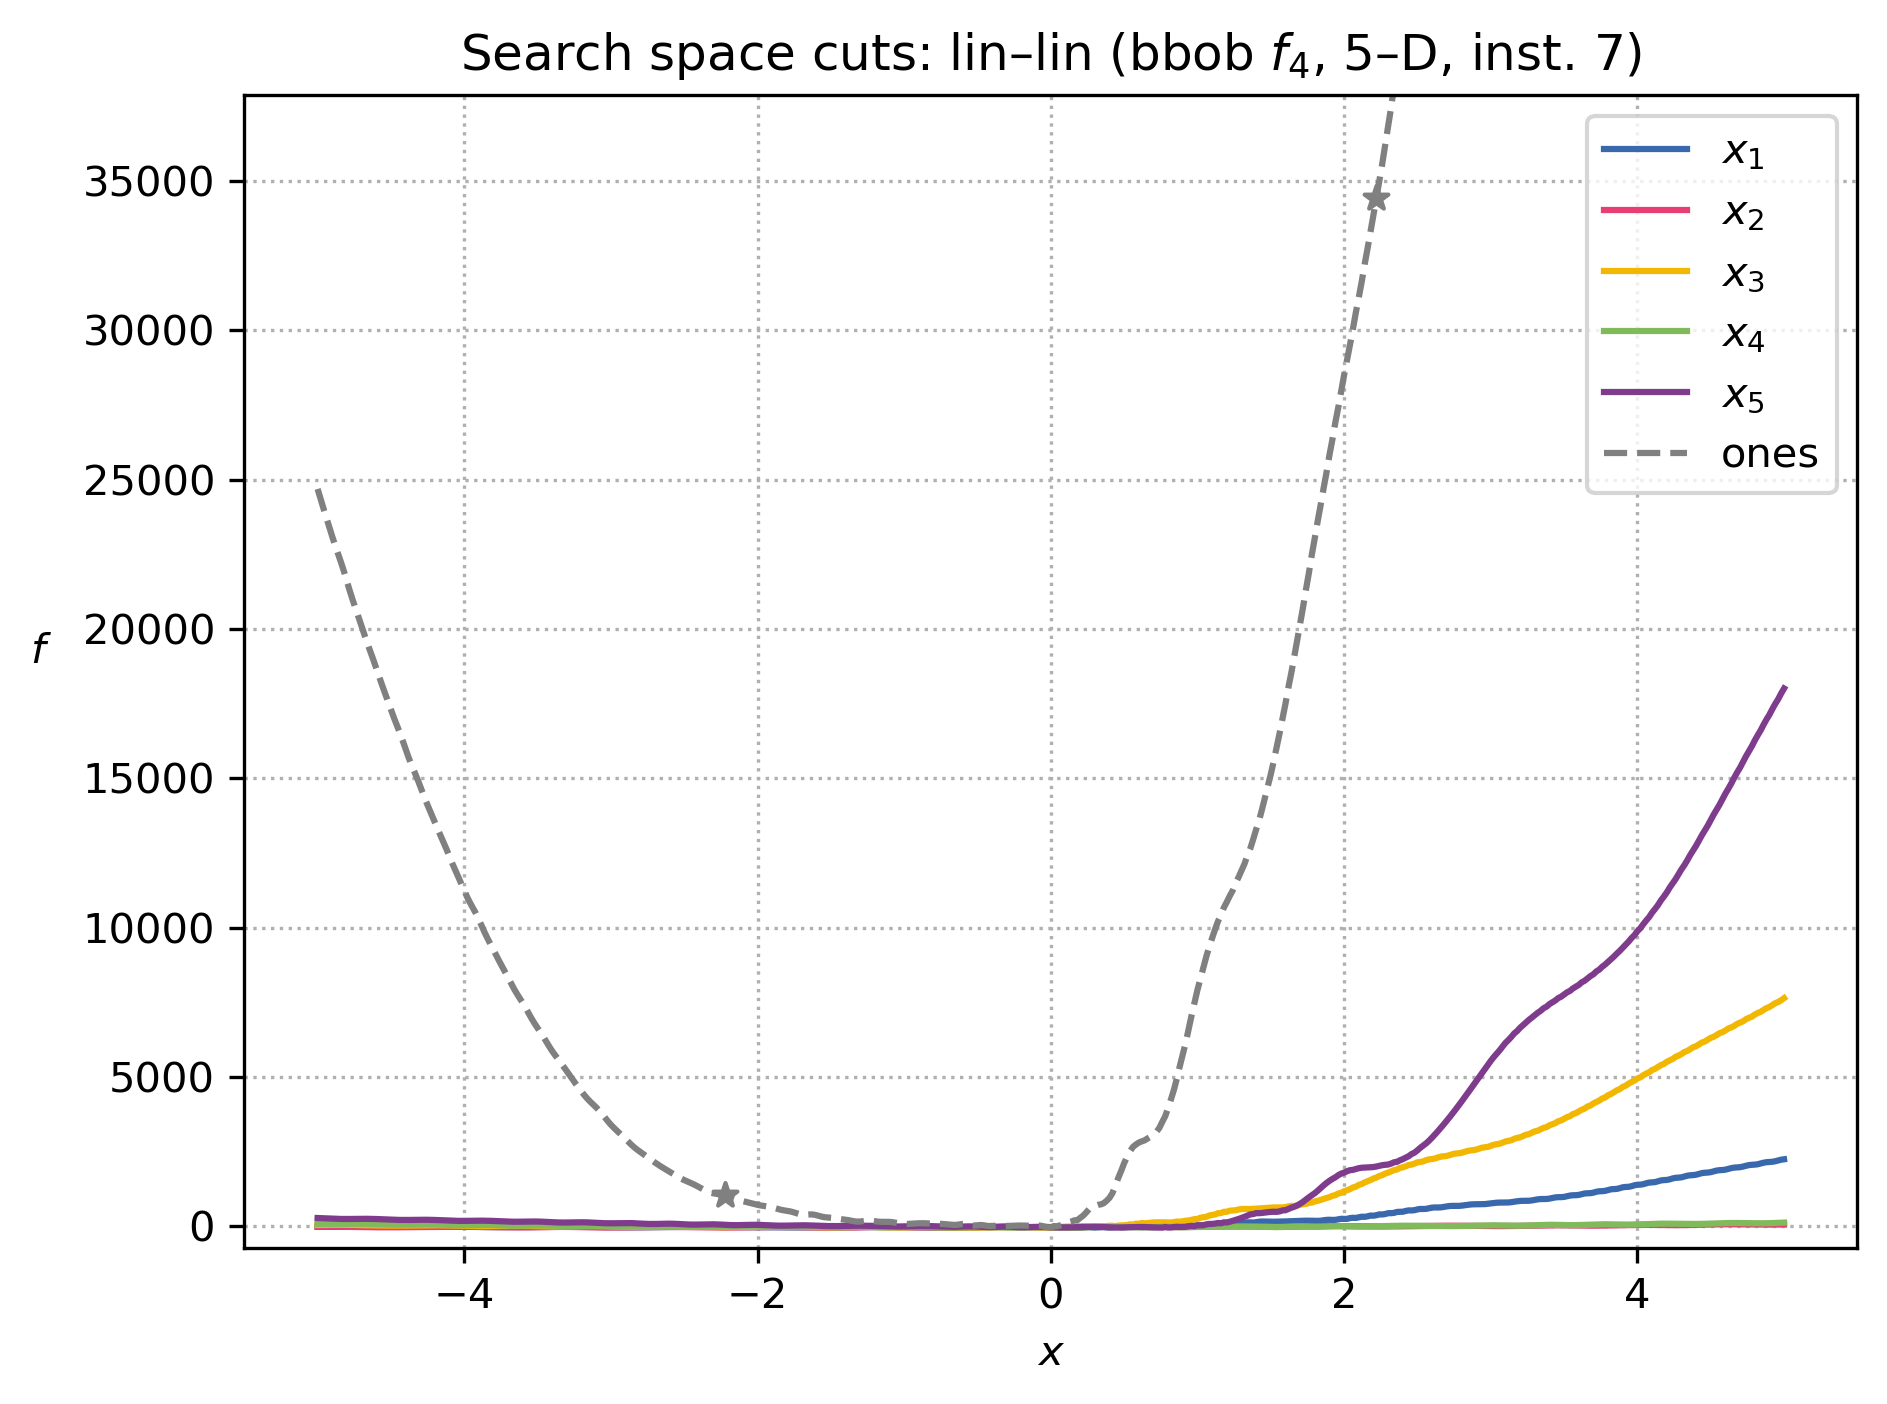 Search space cuts: lin–lin (bbob f₄, 5–D, inst. 7)
35000
30000
25000
20000
15000
10000
5000
0
f
−4
−2
0
2
4
x
x₁
x₂
x₃
x₄
x₅
ones